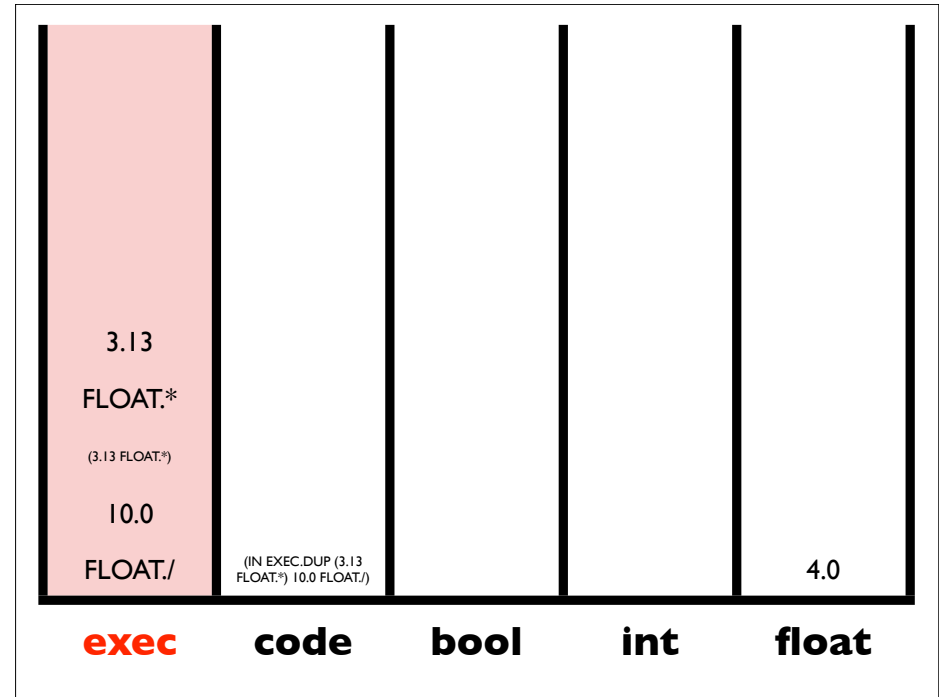 3.13
FLOAT.*
(3.13 FLOAT.*)
10.0
FLOAT./
(IN EXEC.DUP (3.13
FLOAT.*) 10.0 FLOAT./)
4.0
exec code bool int float